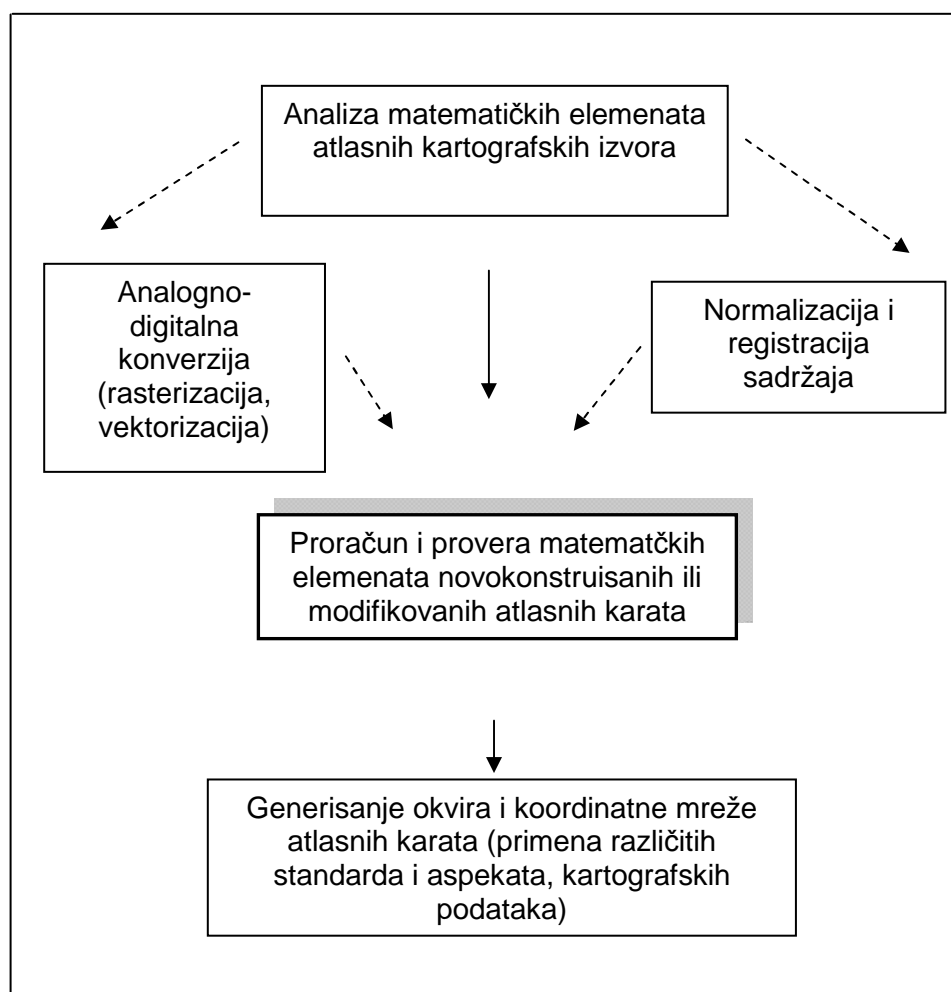 Analiza matematičkih elemenata
atlasnih kartografskih izvora
Analogno-
digitalna
konverzija
(rasterizacija,
vektorizacija)
Normalizacija i
registracija
sadržaja
Proračun i provera matematčkih
elemenata novokonstruisanih ili
modifikovanih atlasnih karata
Generisanje okvira i koordinatne mreže
atlasnih karata (primena različitih
standarda i aspekata, kartografskih
podataka)